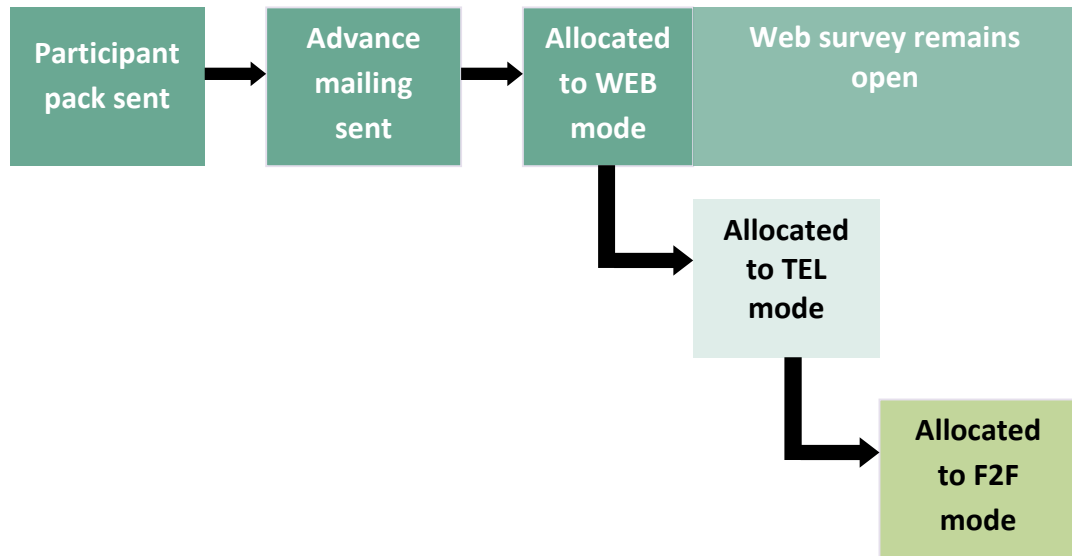 Participant
pack sent
Advance
mailing
sent
Allocated
to WEB
mode
Web survey remains
open
Allocated
to TEL
mode
Allocated
to F2F
mode